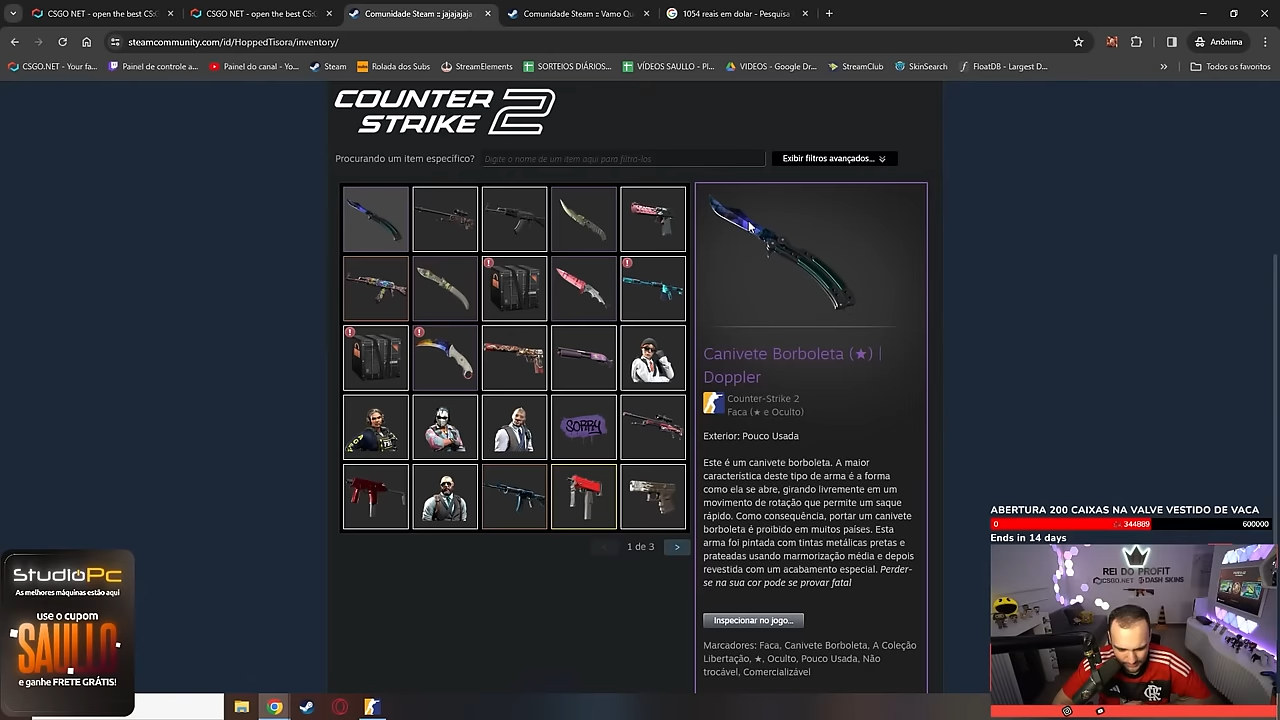 CSGO NET - open the best CS:G
CSGO NET - open the best CS:G
Comunidade Steam :: jajajajaja
Comunidade Steam :: Vamo Qu
1054 reais em dolar - Pesquisa
steamcommunity.com/id/HoppedTisora/inventory/
Anônima
CSGO.NET - Your fa...
Painel de controle a...
Painel do canal - Yo...
Steam
Rolada dos Subs
StreamElements
SORTEIOS DIÁRIOS...
VÍDEOS SAULLO - Pl...
VIDEOS - Google Dr...
StreamClub
SkinSearch
FloatDB - Largest D...
Todos os favoritos
COUNTER
STRIKE 2
Procurando um item específico?
Digite o nome de um item aqui para filtrá-los
Exibir filtros avançados...
SORRY
1 de 3
>
Canivete Borboleta (★) |
Doppler
Counter-Strike 2
Faca (★ e Oculto)
Exterior: Pouco Usada
Este é um canivete borboleta. A maior
característica deste tipo de arma é a forma
como ela se abre, girando livremente em um
movimento de rotação que permite um saque
rápido. Como consequência, portar um canivete
borboleta é proibido em muitos países. Esta
arma foi pintada com tintas metálicas pretas e
prateadas usando marmorização média e depois
revestida com um acabamento especial. Perder-
se na sua cor pode se provar fatal
Inspecionar no jogo...
Marcadores: Faca, Canivete Borboleta, A Coleção
Libertação, ★, Oculto, Pouco Usada, Não
trocável, Comercializável
STUDIOPC
As melhores máquinas estão aqui
use o cupom
SAULLO
e ganhe FRETE GRÁTIS!
ABERTURA 200 CAIXAS NA VALVE VESTIDO DE VACA
0
344889
600000
Ends in 14 days
REI DO PROFIT
CSGO.NET
DASH SKINS